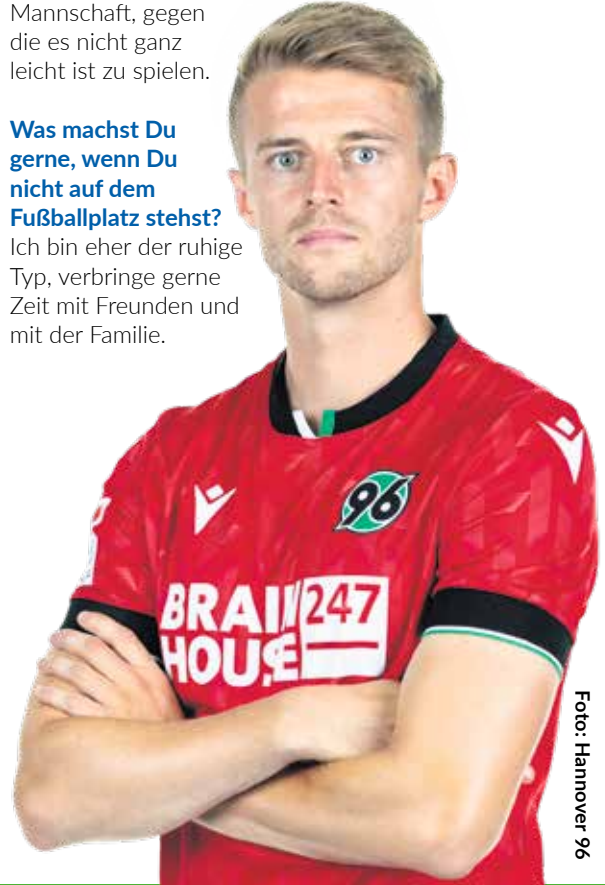 Mannschaft, gegen
die es nicht ganz
leicht ist zu spielen.
Was machst Du
gerne, wenn Du
nicht auf dem
Fußballplatz stehst?
Ich bin eher der ruhige
Typ, verbringe gerne
Zeit mit Freunden und
mit der Familie.
96
BRAIN 247
HOUSE
Foto: Hannover 96